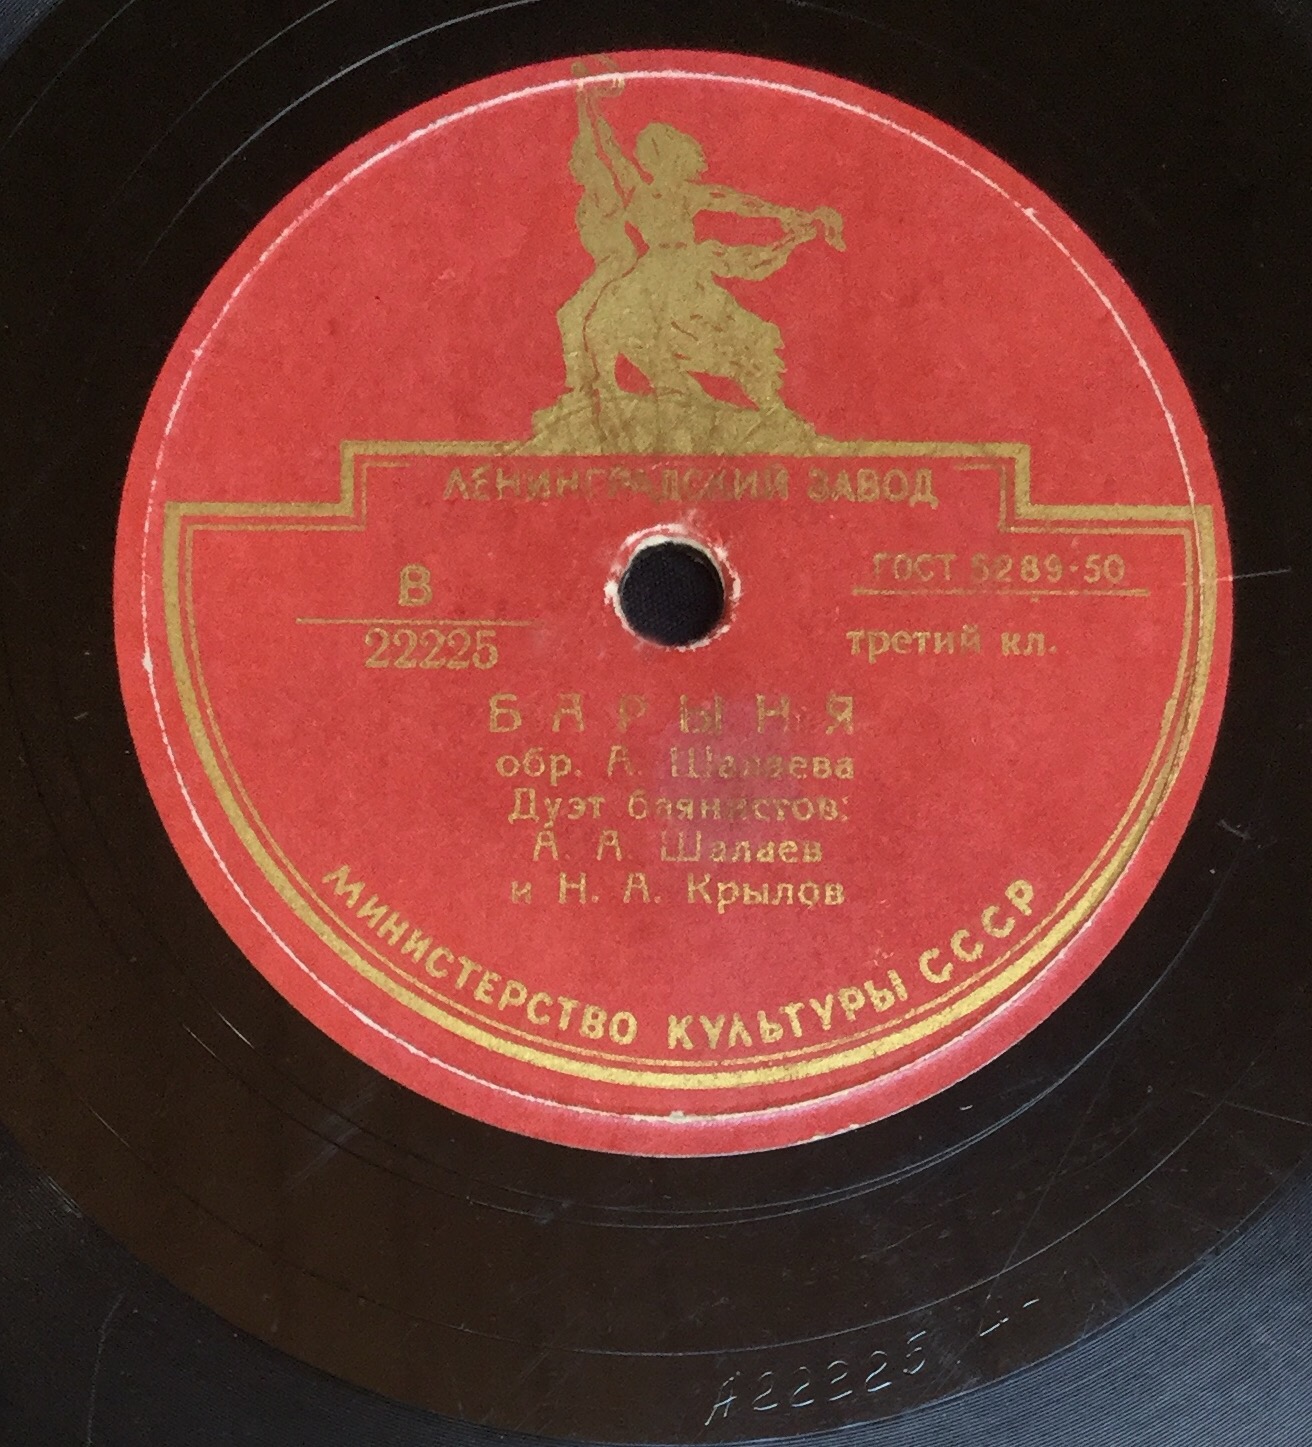 ЛЕНИНГРАДСКИЙ ЗАВОД
В
22225
ГОСТ 5289-50
третий кл.
БАРЫНЯ
обр. А. Шалаева
Дуэт баянистов:
А. А. Шалаев
и Н. А. Крылов
МИНИСТЕРСТВО КУЛЬТУРЫ СССР
А22225